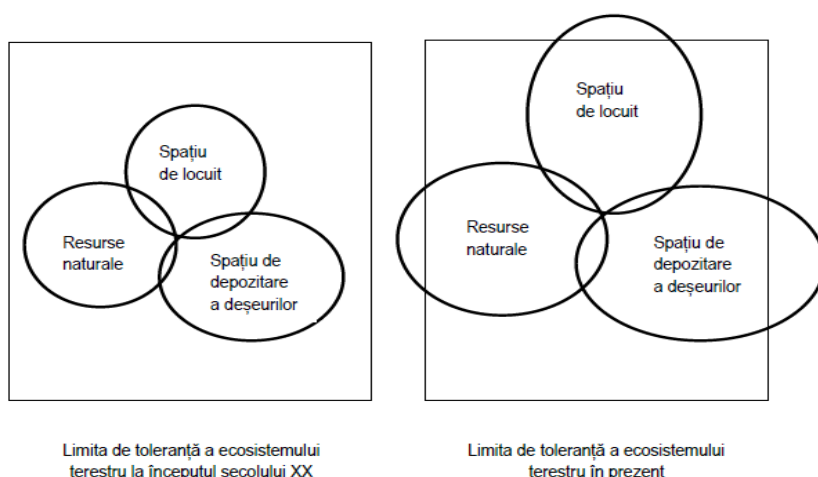 Spațiu
de locuit
Resurse
naturale
Spațiu de
depozitare
a deșeurilor
Limita de toleranță a ecosistemului
terestru la începutul secolului XX
Spațiu
de locuit
Resurse
naturale
Spațiu de
depozitare
a deșeurilor
Limita de toleranță a ecosistemului
terestru în prezent